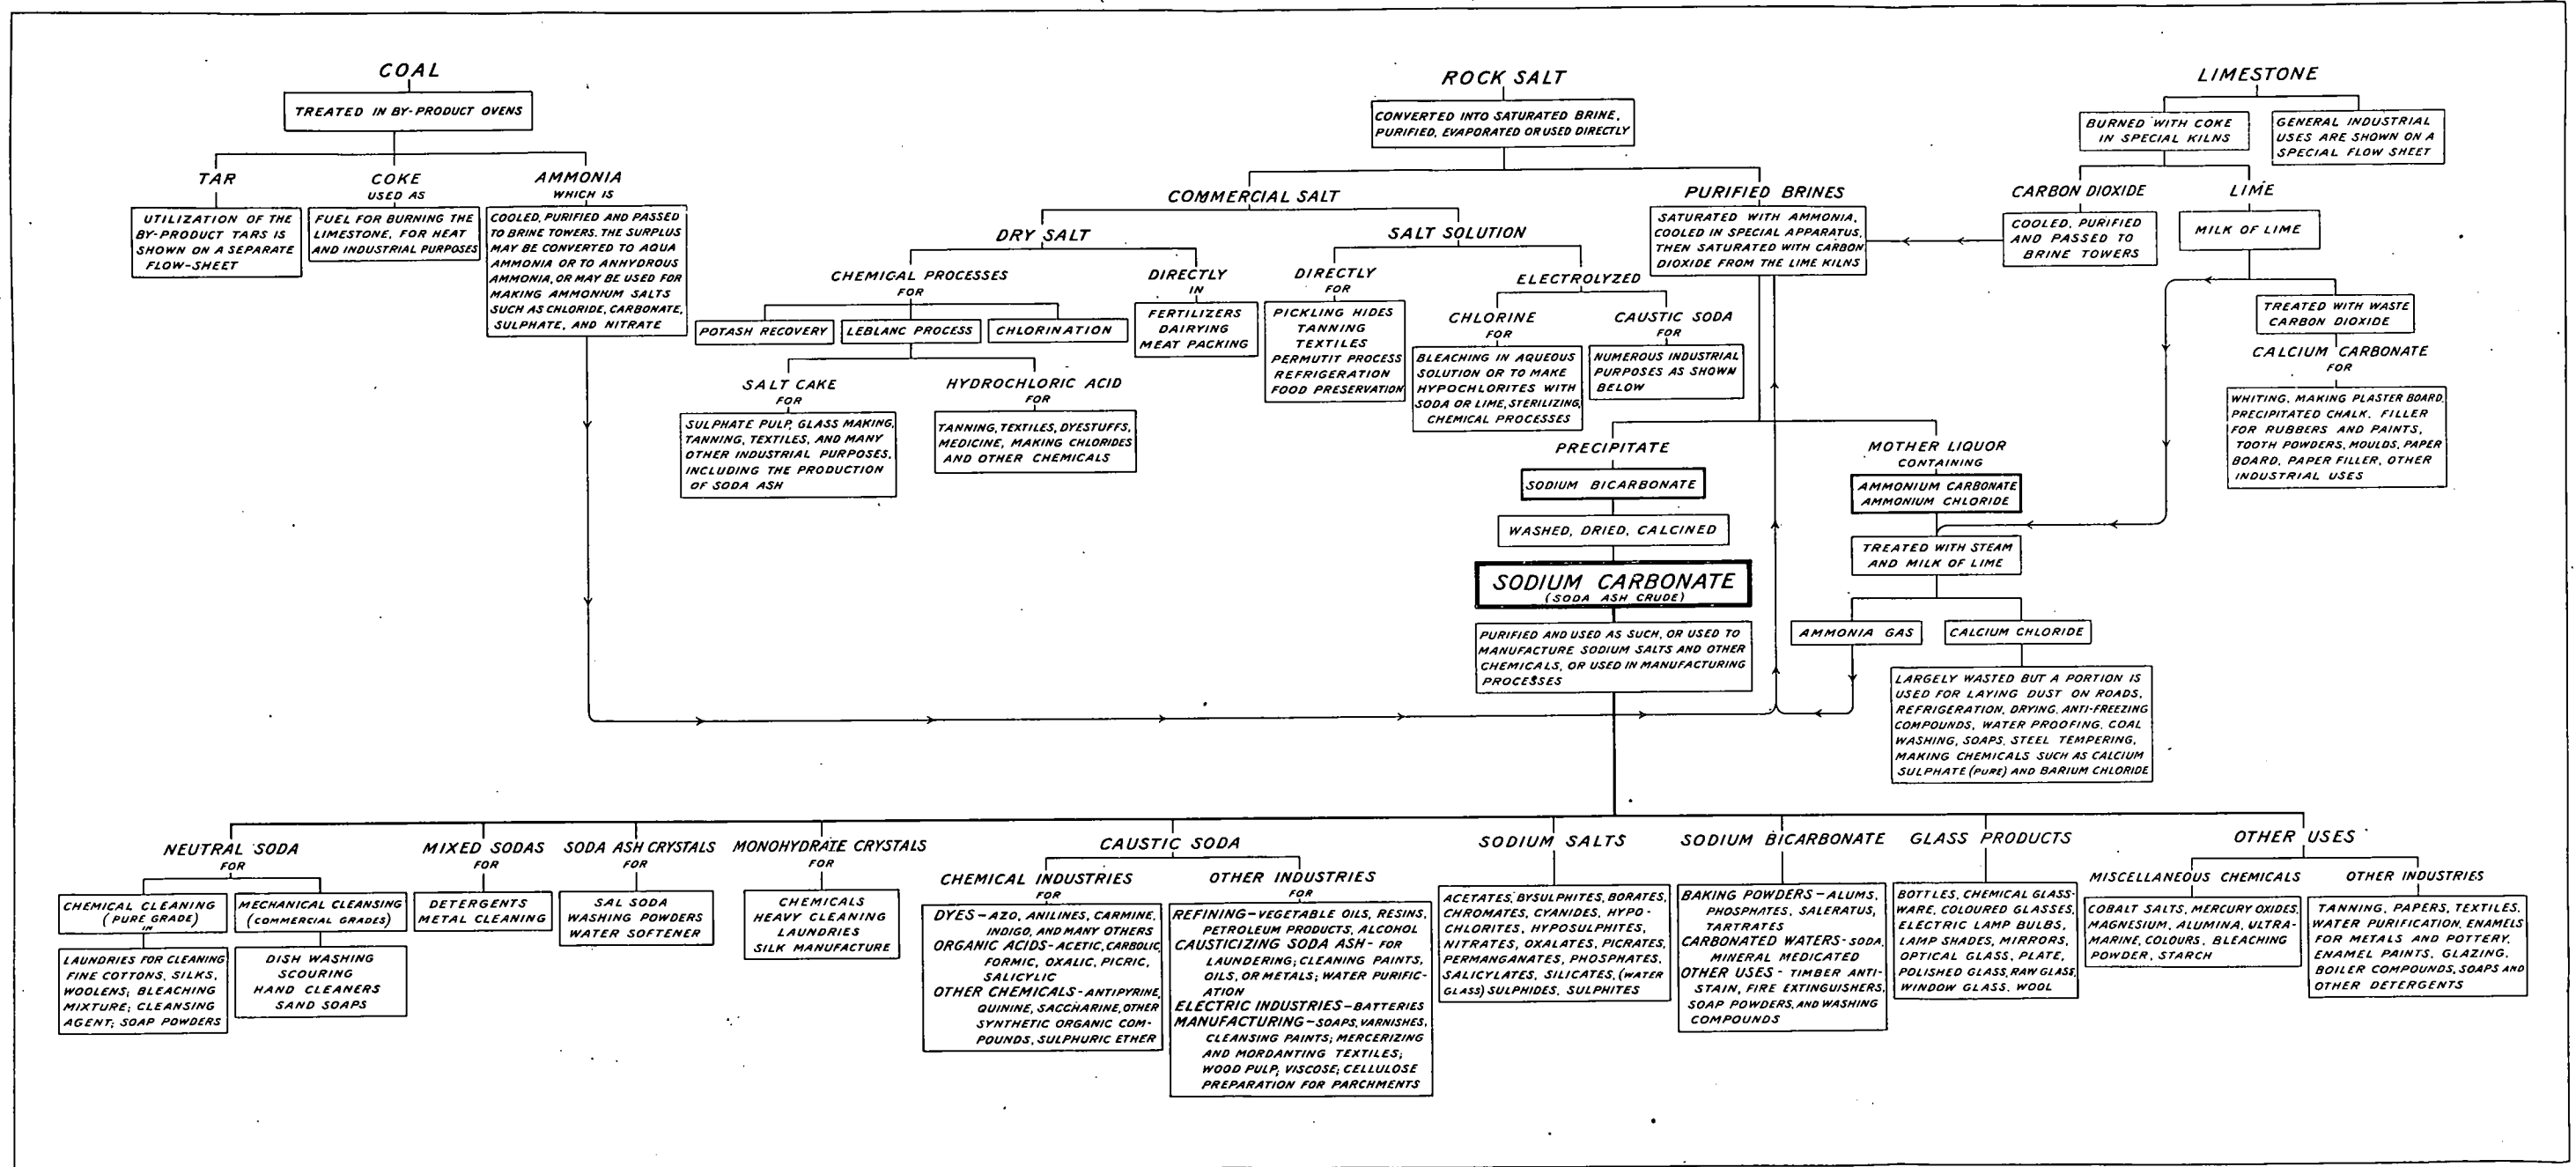 COAL
TREATED IN BY-PRODUCT OVENS
TAR
UTILIZATION OF THE
BY-PRODUCT TARS IS
SHOWN ON A SEPARATE
FLOW-SHEET
COKE
USED AS
FUEL FOR BURNING THE
LIMESTONE, FOR HEAT
AND INDUSTRIAL PURPOSES
AMMONIA
WHICH IS
COOLED, PURIFIED AND PASSED
TO BRINE TOWERS. THE SURPLUS
MAY BE CONVERTED TO AQUA
AMMONIA OR TO ANHYDROUS
AMMONIA, OR MAY BE USED FOR
MAKING AMMONIUM SALTS
SUCH AS CHLORIDE, CARBONATE,
SULPHATE, AND NITRATE
ROCK SALT
CONVERTED INTO SATURATED BRINE,
PURIFIED, EVAPORATED OR USED DIRECTLY
COMMERCIAL SALT
DRY SALT
CHEMICAL PROCESSES
FOR
POTASH RECOVERY
LEBLANC PROCESS
CHLORINATION
SALT CAKE
FOR
SULPHATE PULP, GLASS MAKING,
TANNING, TEXTILES, AND MANY
OTHER INDUSTRIAL PURPOSES,
INCLUDING THE PRODUCTION
OF SODA ASH
HYDROCHLORIC ACID
FOR
TANNING, TEXTILES, DYESTUFFS,
MEDICINE, MAKING CHLORIDES
AND OTHER CHEMICALS
DIRECTLY
IN
FERTILIZERS
DAIRYING
MEAT PACKING
SALT SOLUTION
DIRECTLY
FOR
PICKLING HIDES
TANNING
TEXTILES
PERMUTIT PROCESS
REFRIGERATION
FOOD PRESERVATION
ELECTROLYZED
CHLORINE
FOR
BLEACHING IN AQUEOUS
SOLUTION OR TO MAKE
HYPOCHLORITES WITH
SODA OR LIME, STERILIZING,
CHEMICAL PROCESSES
CAUSTIC SODA
FOR
NUMEROUS INDUSTRIAL
PURPOSES AS SHOWN
BELOW
PURIFIED BRINES
SATURATED WITH AMMONIA,
COOLED IN SPECIAL APPARATUS,
THEN SATURATED WITH CARBON
DIOXIDE FROM THE LIME KILNS
LIMESTONE
BURNED WITH COKE
IN SPECIAL KILNS
GENERAL INDUSTRIAL
USES ARE SHOWN ON A
SPECIAL FLOW SHEET
CARBON DIOXIDE
COOLED, PURIFIED
AND PASSED TO
BRINE TOWERS
LIME
MILK OF LIME
TREATED WITH WASTE
CARBON DIOXIDE
CALCIUM CARBONATE
FOR
WHITING, MAKING PLASTER BOARD,
PRECIPITATED CHALK, FILLER
FOR RUBBERS AND PAINTS,
TOOTH POWDERS, MOULDS, PAPER
BOARD, PAPER FILLER, OTHER
INDUSTRIAL USES
PRECIPITATE
SODIUM BICARBONATE
WASHED, DRIED, CALCINED
SODIUM CARBONATE
(SODA ASH CRUDE)
PURIFIED AND USED AS SUCH, OR USED TO
MANUFACTURE SODIUM SALTS AND OTHER
CHEMICALS, OR USED IN MANUFACTURING
PROCESSES
MOTHER LIQUOR
CONTAINING
AMMONIUM CARBONATE
AMMONIUM CHLORIDE
TREATED WITH STEAM
AND MILK OF LIME
AMMONIA GAS
CALCIUM CHLORIDE
LARGELY WASTED BUT A PORTION IS
USED FOR LAYING DUST ON ROADS,
REFRIGERATION, DRYING, ANTI-FREEZING
COMPOUNDS, WATER PROOFING, COAL
WASHING, SOAPS, STEEL TEMPERING,
MAKING CHEMICALS SUCH AS CALCIUM
SULPHATE (PURE) AND BARIUM CHLORIDE
NEUTRAL SODA
FOR
CHEMICAL CLEANING
(PURE GRADE)
IN
LAUNDRIES FOR CLEANING
FINE COTTONS, SILKS,
WOOLENS; BLEACHING
MIXTURE; CLEANSING
AGENT; SOAP POWDERS
MECHANICAL CLEANSING
(COMMERCIAL GRADES)
DISH WASHING
SCOURING
HAND CLEANERS
SAND SOAPS
MIXED SODAS
FOR
DETERGENTS
METAL CLEANING
SODA ASH CRYSTALS
FOR
SAL SODA
WASHING POWDERS
WATER SOFTENER
MONOHYDRATE CRYSTALS
FOR
CHEMICALS
HEAVY CLEANING
LAUNDRIES
SILK MANUFACTURE
CAUSTIC SODA
CHEMICAL INDUSTRIES
FOR
DYES—AZO, ANILINES, CARMINE,
INDIGO, AND MANY OTHERS
ORGANIC ACIDS—ACETIC, CARBOLIC,
FORMIC, OXALIC, PICRIC,
SALICYLIC
OTHER CHEMICALS—ANTIPYRINE,
QUININE, SACCHARINE, OTHER
SYNTHETIC ORGANIC COM-
POUNDS, SULPHURIC ETHER
OTHER INDUSTRIES
FOR
REFINING—VEGETABLE OILS, RESINS,
PETROLEUM PRODUCTS, ALCOHOL
CAUSTICIZING SODA ASH—FOR
LAUNDERING; CLEANING PAINTS,
OILS, OR METALS; WATER PURIFIC-
ATION
ELECTRIC INDUSTRIES—BATTERIES
MANUFACTURING—SOAPS, VARNISHES,
CLEANSING PAINTS; MERCERIZING
AND MORDANTING TEXTILES;
WOOD PULP; VISCOSE; CELLULOSE
PREPARATION FOR PARCHMENTS
SODIUM SALTS
ACETATES, BYSULPHITES, BORATES,
CHROMATES, CYANIDES, HYPO-
CHLORITES, HYPOSULPHITES,
NITRATES, OXALATES, PICRATES,
PERMANGANATES, PHOSPHATES,
SALICYLATES, SILICATES, (WATER
GLASS) SULPHIDES, SULPHITES
SODIUM BICARBONATE
BAKING POWDERS—ALUMS,
PHOSPHATES, SALERATUS,
TARTRATES
CARBONATED WATERS—SODA,
MINERAL MEDICATED
OTHER USES - TIMBER ANTI-
STAIN, FIRE EXTINGUISHERS,
SOAP POWDERS, AND WASHING
COMPOUNDS
GLASS PRODUCTS
BOTTLES, CHEMICAL GLASS-
WARE, COLOURED GLASSES,
ELECTRIC LAMP BULBS,
LAMP SHADES, MIRRORS,
OPTICAL GLASS, PLATE,
POLISHED GLASS, RAW GLASS,
WINDOW GLASS, WOOL
OTHER USES
MISCELLANEOUS CHEMICALS
COBALT SALTS, MERCURY OXIDES,
MAGNESIUM, ALUMINA, ULTRA-
MARINE, COLOURS, BLEACHING
POWDER, STARCH
OTHER INDUSTRIES
TANNING, PAPERS, TEXTILES,
WATER PURIFICATION, ENAMELS
FOR METALS AND POTTERY,
ENAMEL PAINTS, GLAZING,
BOILER COMPOUNDS, SOAPS AND
OTHER DETERGENTS